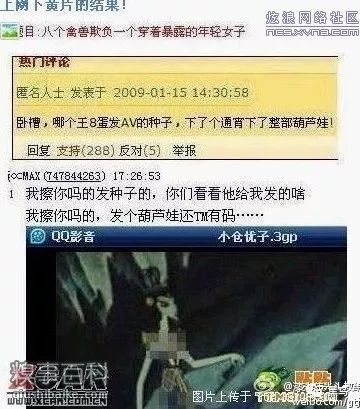 上网下黄片的结果!
炫浪网络社区
ncs.xvna.com
题目:八个禽兽欺负一个穿着暴露的年轻女子
热门评论
匿名人士 发表于 2009-01-15 14:30:58
卧槽,哪个王8蛋发AV的种子,下了个通宵下了整部葫芦娃!
回复 支持(288) 反对(5) 举报
MAX(747844263) 17:26:53
1 我擦你吗的发种子的,你们看看他给我发的啥
我擦你吗的,发个葫芦娃还TM有码……
QQ影音 小仓优子.3gp
糗事百科
图片上传于